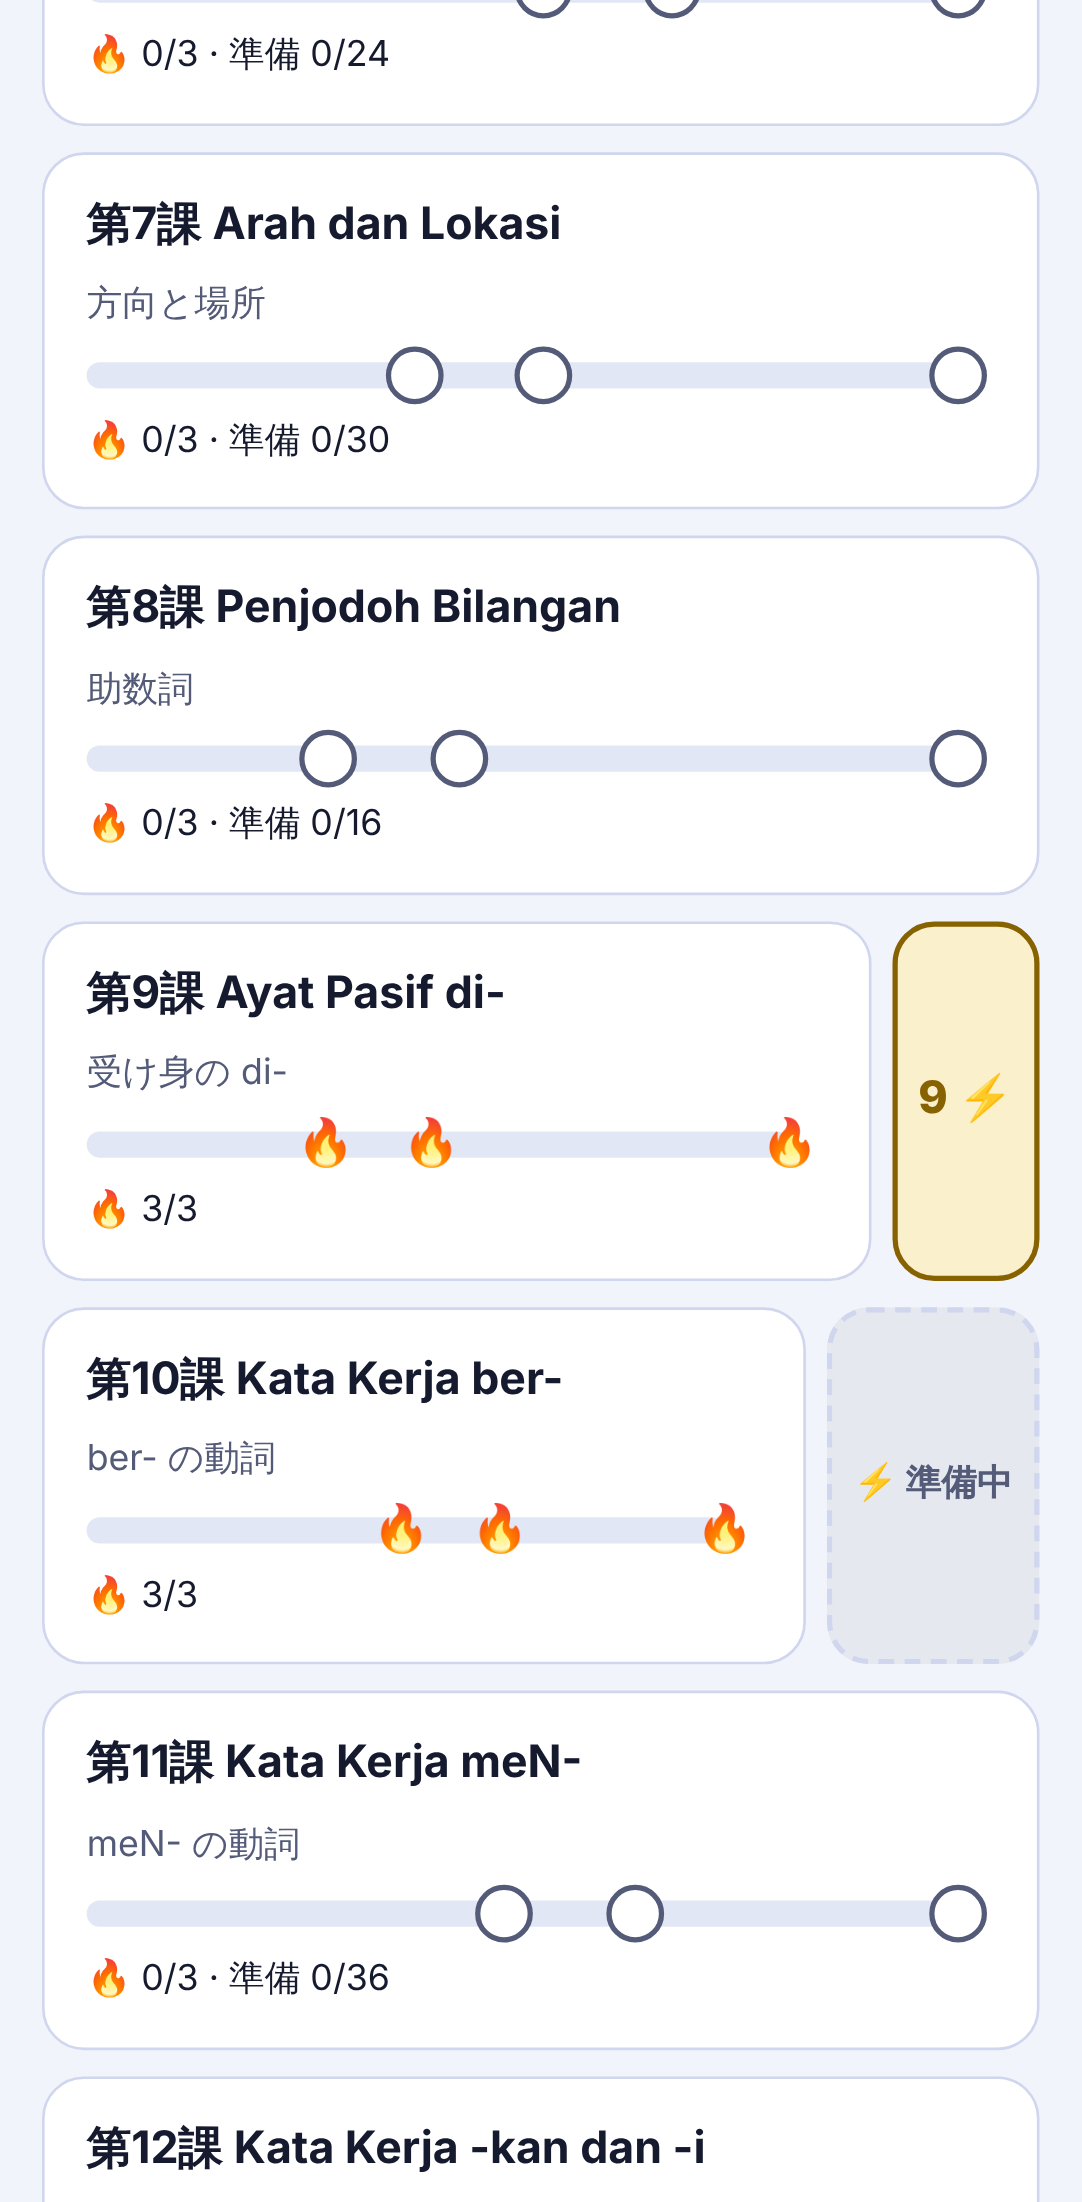 🔥 0/3 · 準備 0/24
第7課 Arah dan Lokasi
方向と場所
🔥 0/3 · 準備 0/30
第8課 Penjodoh Bilangan
助数詞
🔥 0/3 · 準備 0/16
第9課 Ayat Pasif di-
受け身の di-
🔥 3/3
9 ⚡
第10課 Kata Kerja ber-
ber- の動詞
🔥 3/3
⚡ 準備中
第11課 Kata Kerja meN-
meN- の動詞
🔥 0/3 · 準備 0/36
第12課 Kata Kerja -kan dan -i